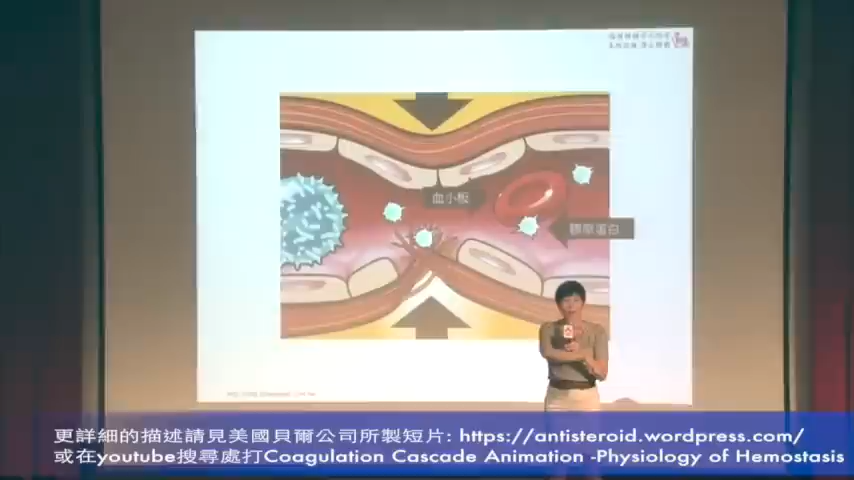 血小板
膠原蛋白
更詳細的描述請見美國貝爾公司所製短片: https://antisteroid.wordpress.com/
或在youtube搜尋處打Coagulation Cascade Animation -Physiology of Hemostasis